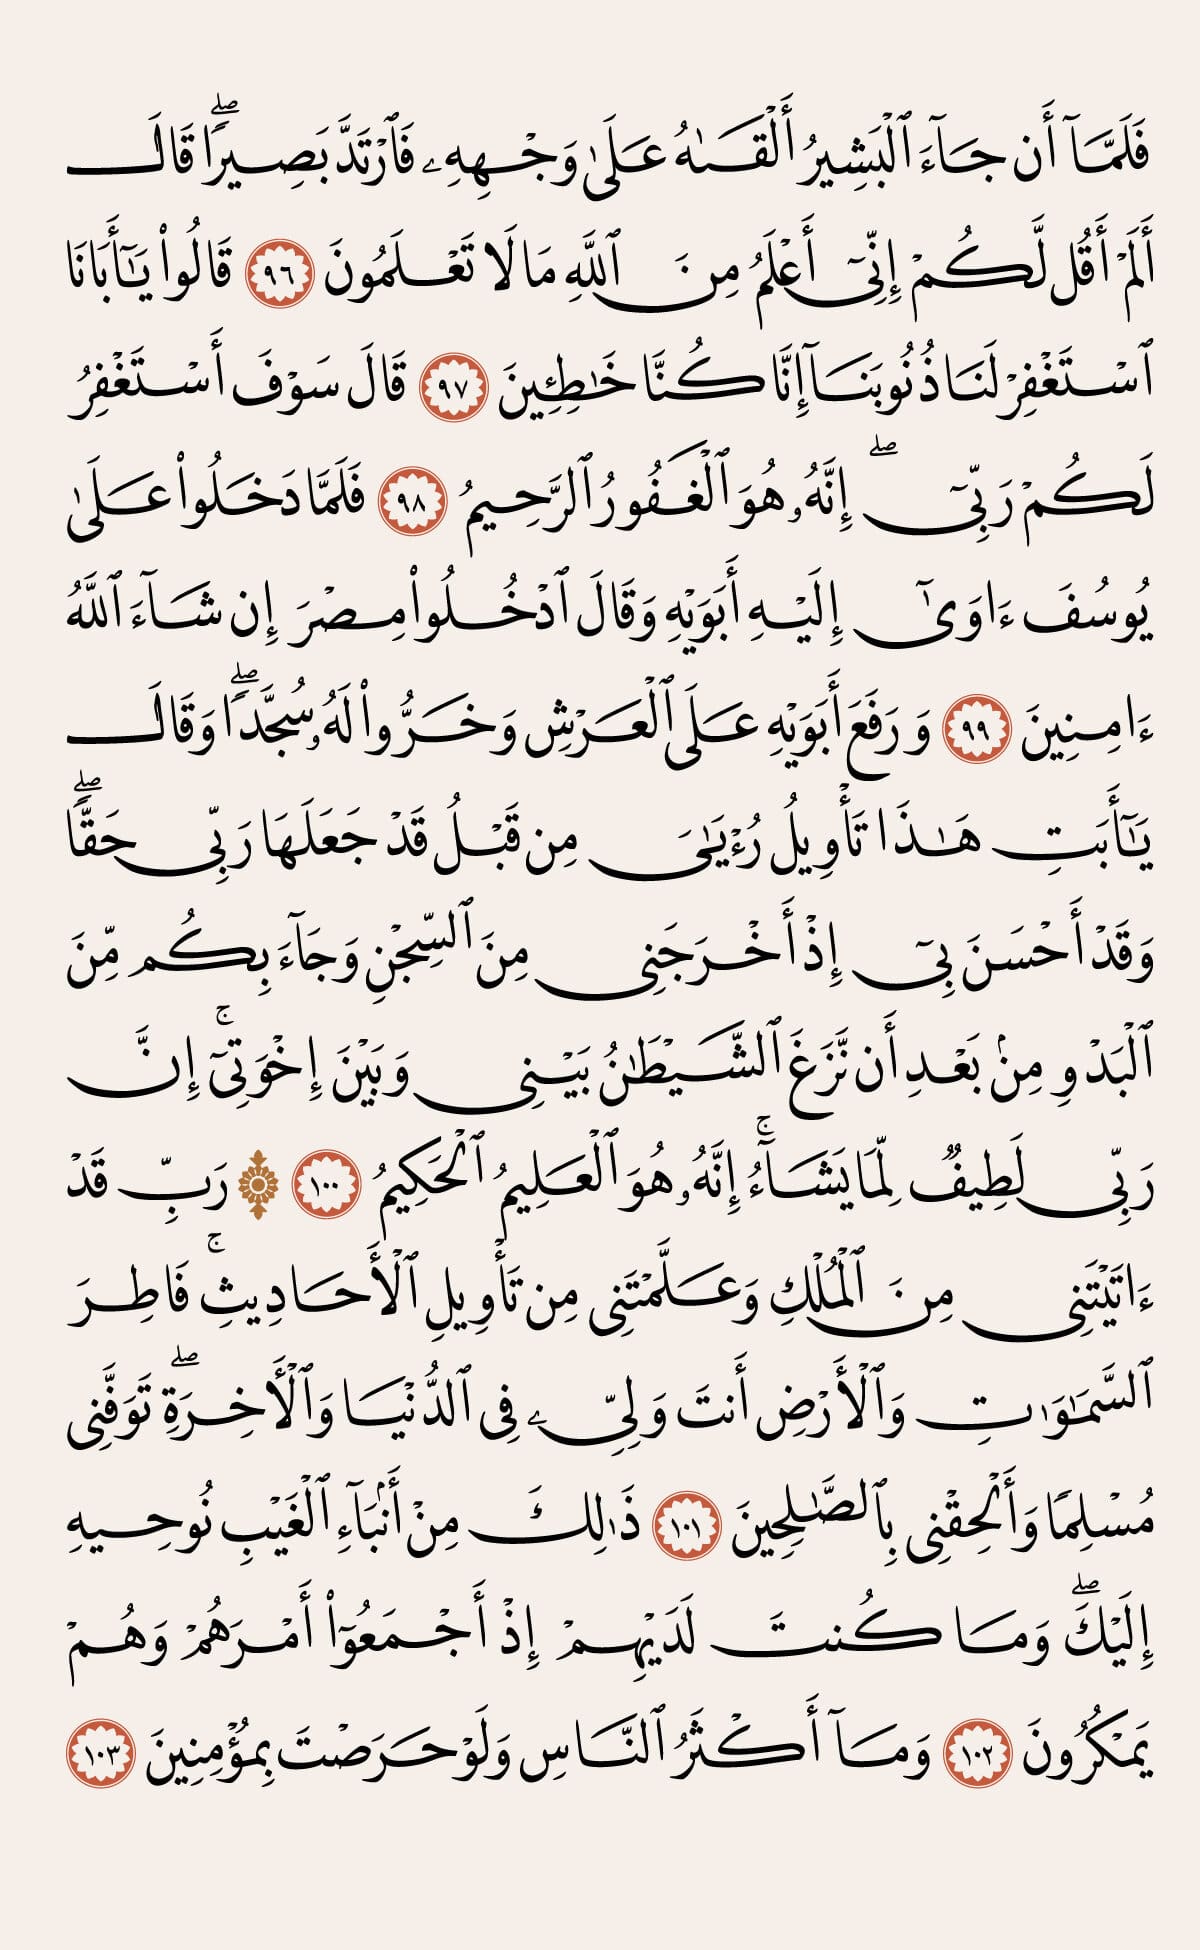 فَلَمَّآ أَن جَآءَ ٱلْبَشِيرُ أَلْقَىٰهُ عَلَىٰ وَجْهِهِۦ فَٱرْتَدَّ بَصِيرًاۖ قَالَ
أَلَمْ أَقُل لَّكُمْ إِنِّىٓ أَعْلَمُ مِنَ ٱللَّهِ مَا لَا تَعْلَمُونَ ٩٦ قَالُوا۟ يَـٰٓأَبَانَا
ٱسْتَغْفِرْ لَنَا ذُنُوبَنَآ إِنَّا كُنَّا خَـٰطِـِٔينَ ٩٧ قَالَ سَوْفَ أَسْتَغْفِرُ
لَكُمْ رَبِّىٓۖ إِنَّهُۥ هُوَ ٱلْغَفُورُ ٱلرَّحِيمُ ٩٨ فَلَمَّا دَخَلُوا۟ عَلَىٰ
يُوسُفَ ءَاوَىٰٓ إِلَيْهِ أَبَوَيْهِ وَقَالَ ٱدْخُلُوا۟ مِصْرَ إِن شَآءَ ٱللَّهُ
ءَامِنِينَ ٩٩ وَرَفَعَ أَبَوَيْهِ عَلَى ٱلْعَرْشِ وَخَرُّوا۟ لَهُۥ سُجَّدًاۖ وَقَالَ
يَـٰٓأَبَتِ هَـٰذَا تَأْوِيلُ رُءْيَـٰىَ مِن قَبْلُ قَدْ جَعَلَهَا رَبِّى حَقًّاۖ
وَقَدْ أَحْسَنَ بِىٓ إِذْ أَخْرَجَنِى مِنَ ٱلسِّجْنِ وَجَآءَ بِكُم مِّنَ
ٱلْبَدْوِ مِنۢ بَعْدِ أَن نَّزَغَ ٱلشَّيْطَـٰنُ بَيْنِى وَبَيْنَ إِخْوَتِىٓۚ إِنَّ
رَبِّى لَطِيفٌ لِّمَا يَشَآءُۚ إِنَّهُۥ هُوَ ٱلْعَلِيمُ ٱلْحَكِيمُ ١٠٠ ۞ رَبِّ قَدْ
ءَاتَيْتَنِى مِنَ ٱلْمُلْكِ وَعَلَّمْتَنِى مِن تَأْوِيلِ ٱلْأَحَادِيثِۚ فَاطِرَ
ٱلسَّمَـٰوَٰتِ وَٱلْأَرْضِ أَنتَ وَلِىِّۦ فِى ٱلدُّنْيَا وَٱلْـَٔاخِرَةِۖ تَوَفَّنِى
مُسْلِمًا وَأَلْحِقْنِى بِٱلصَّـٰلِحِينَ ١٠١ ذَٰلِكَ مِنْ أَنۢبَآءِ ٱلْغَيْبِ نُوحِيهِ
إِلَيْكَۖ وَمَا كُنتَ لَدَيْهِمْ إِذْ أَجْمَعُوٓا۟ أَمْرَهُمْ وَهُمْ
يَمْكُرُونَ ١٠٢ وَمَآ أَكْثَرُ ٱلنَّاسِ وَلَوْ حَرَصْتَ بِمُؤْمِنِينَ ١٠٣